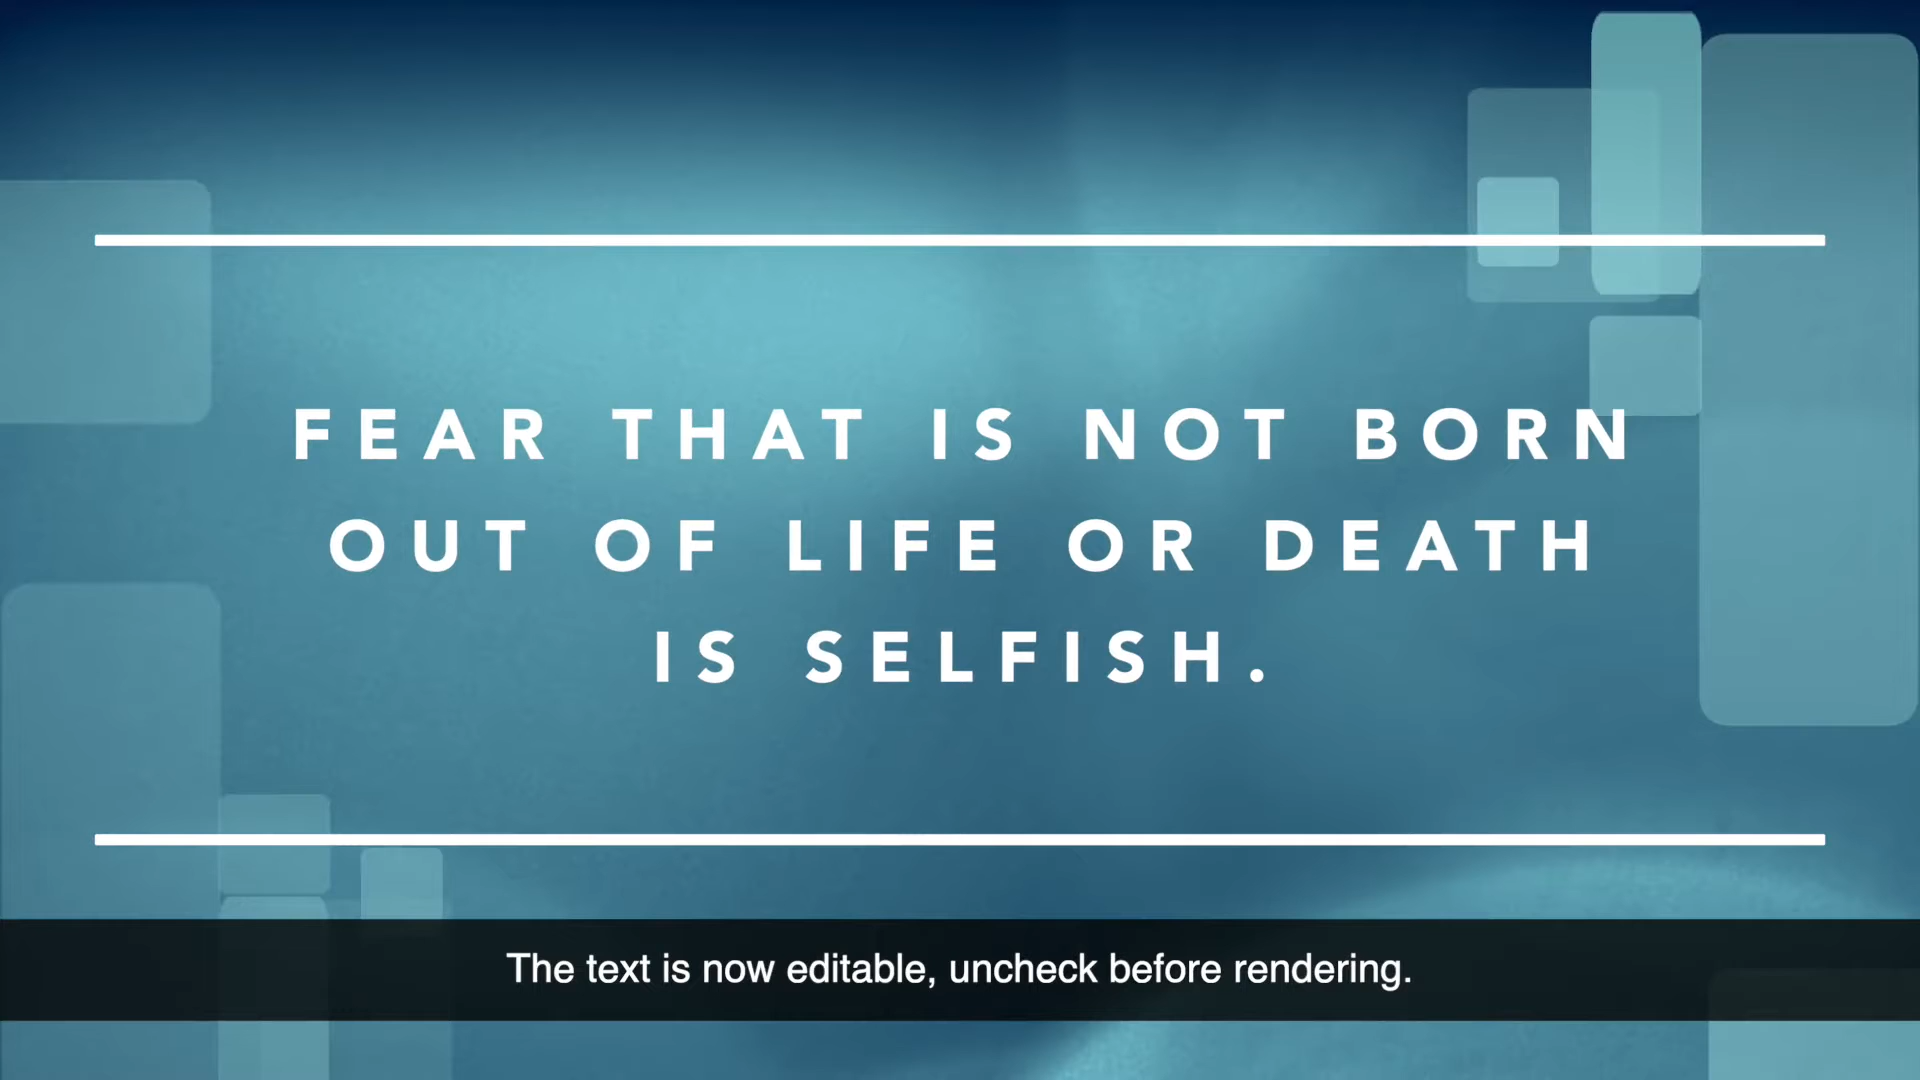 FEAR THAT IS NOT BORN
OUT OF LIFE OR DEATH
IS SELFISH.
The text is now editable, uncheck before rendering.